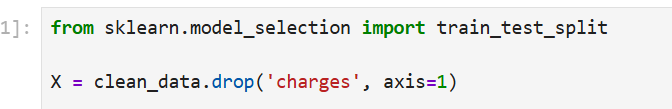 1]:
from sklearn.model_selection import train_test_split
X = clean_data.drop('charges', axis=1)